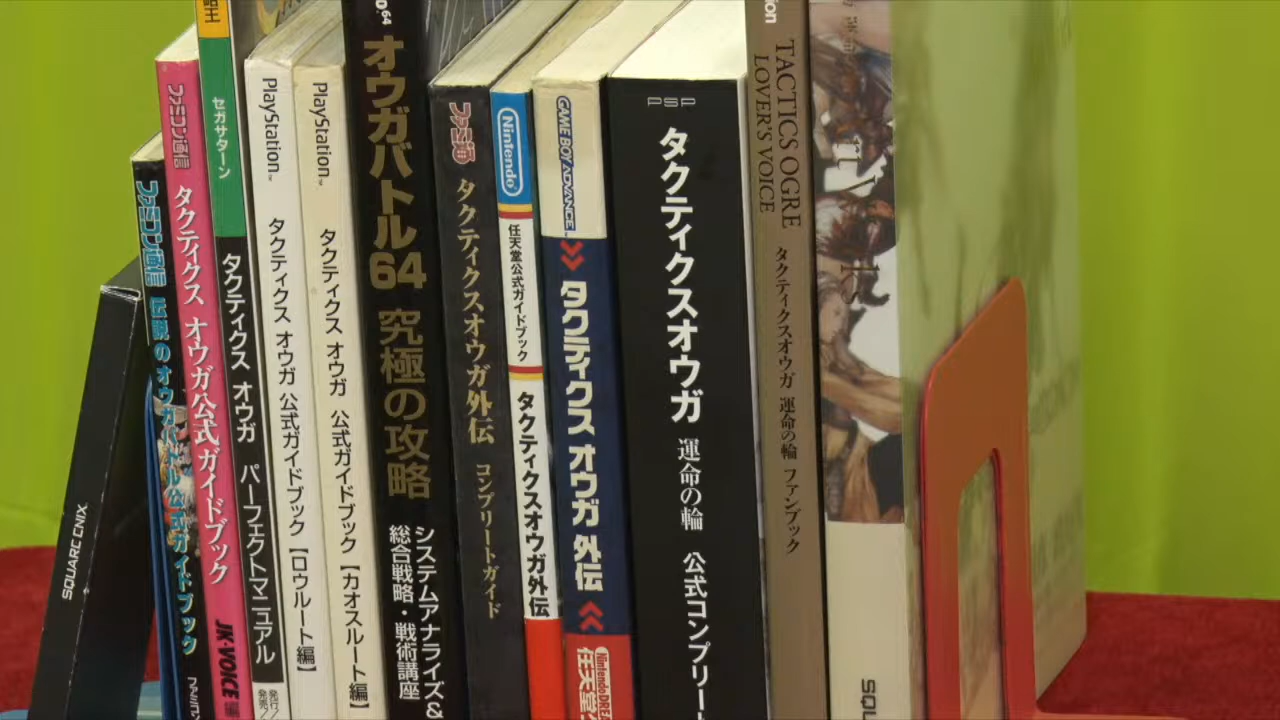 SQUARE ENIX
ファミコン通信
伝説のオウガバトル公式ガイドブック
ファミコン通信
タクティクス オウガ公式ガイドブック
JK-VOICE 編
セガサターン
タクティクス オウガ パーフェクトマニュアル
PlayStation
タクティクス オウガ 公式ガイドブック【ロウルート編】
発行/
発売/
PlayStation
タクティクス オウガ 公式ガイドブック【カオスルート編】
64
オウガバトル64 究極の攻略
システムアナライズ&
総合戦略・戦術講座
ファミ通
タクティクスオウガ外伝 コンプリートガイド
Nintendo
任天堂公式ガイドブック
タクティクスオウガ外伝
GAME BOY ADVANCE
タクティクス オウガ 外伝
Nintendo DRE
任天堂
PSP
タクティクスオウガ 運命の輪 公式コンプリート
TACTICS OGRE
LOVER'S VOICE
タクティクスオウガ 運命の輪 ファンブック
SQU